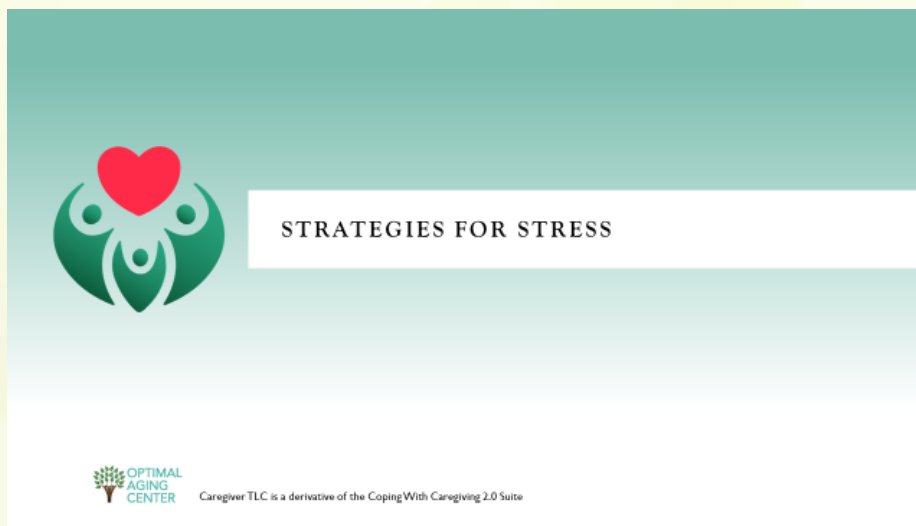 STRATEGIES FOR STRESS
OPTIMAL
AGING
CENTER
Caregiver TLC is a derivative of the Coping With Caregiving 2.0 Suite